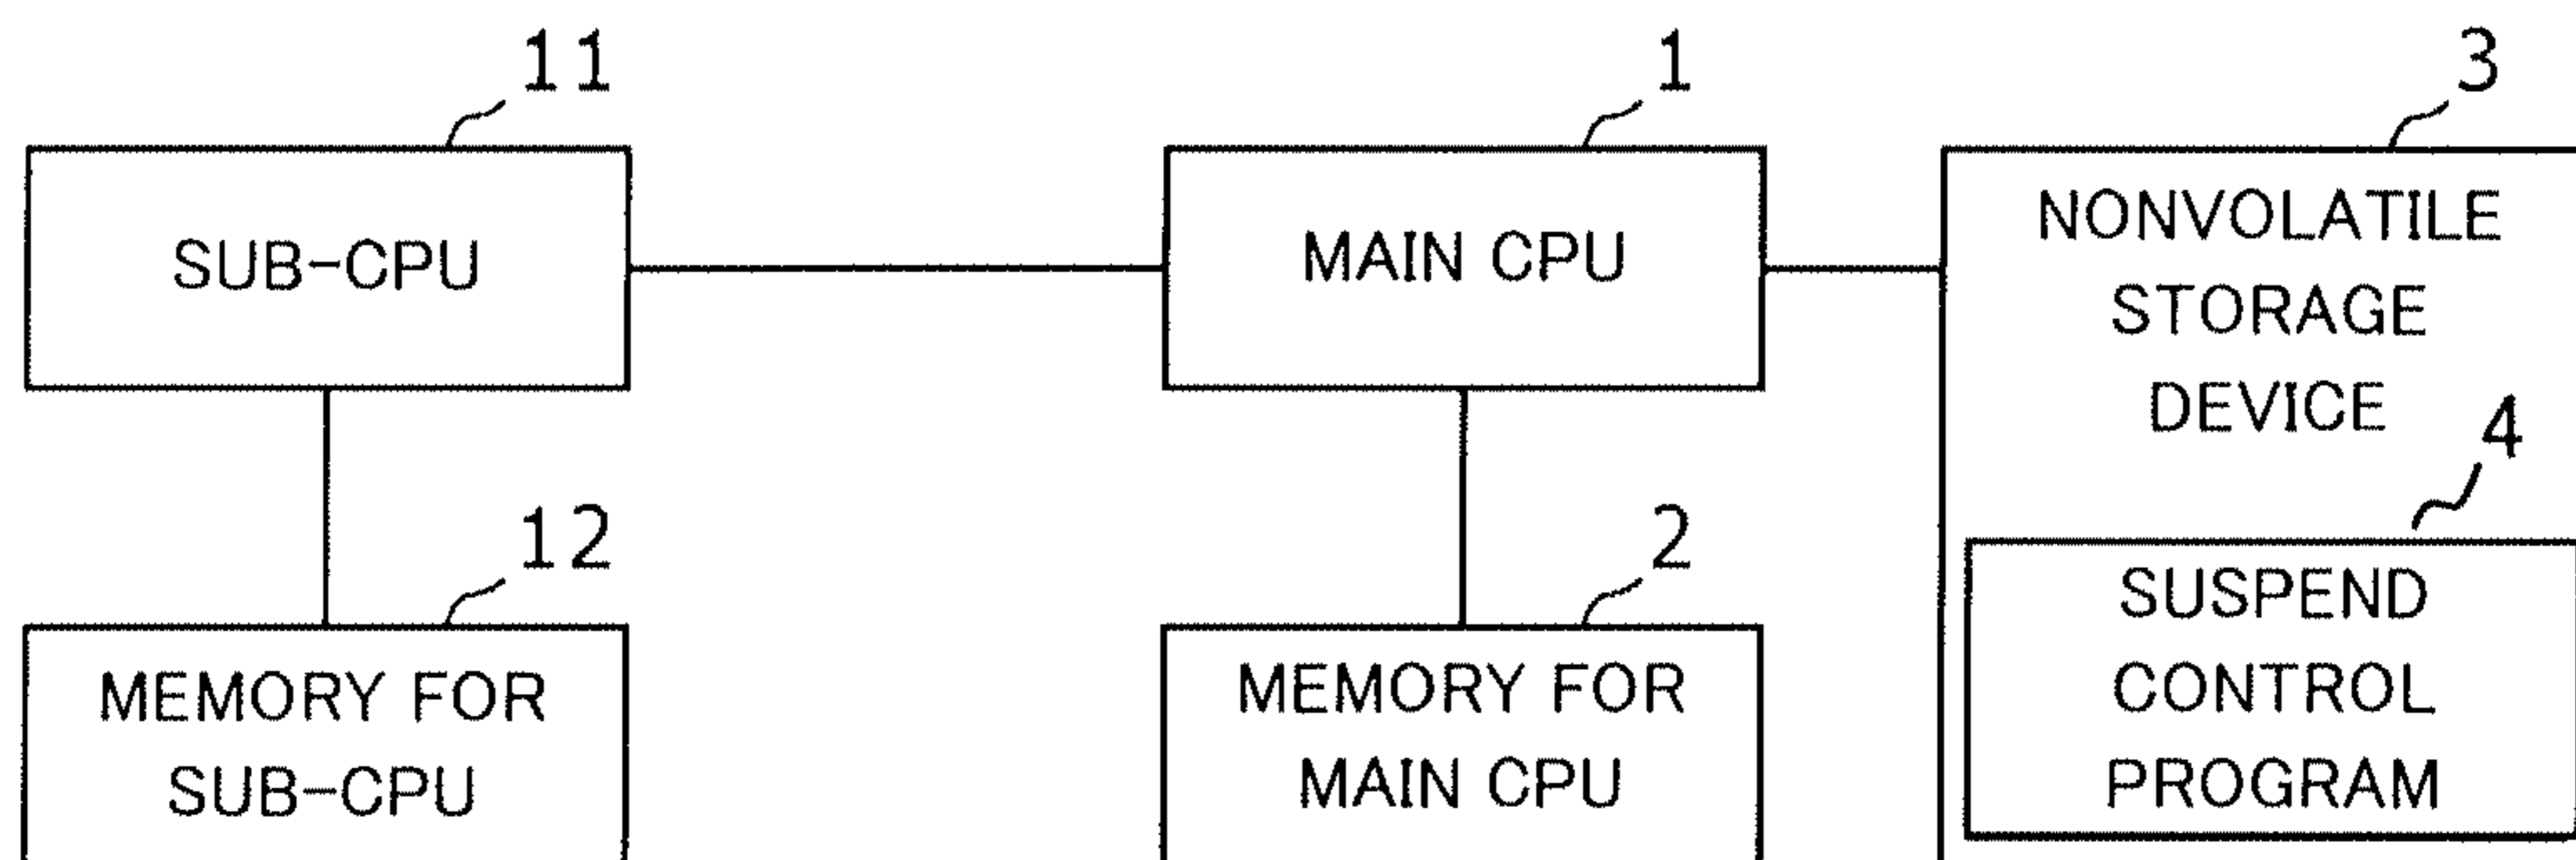 11
1
3
SUB-CPU
MAIN CPU
NONVOLATILE
STORAGE
DEVICE
4
12
2
MEMORY FOR
SUB-CPU
MEMORY FOR
MAIN CPU
SUSPEND
CONTROL
PROGRAM